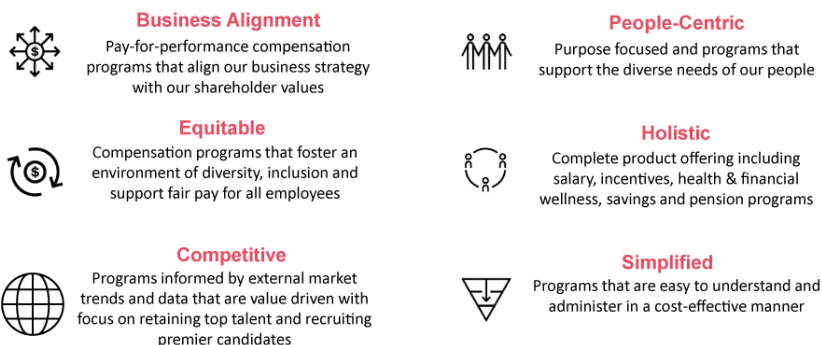 Business Alignment
Pay-for-performance compensation
programs that align our business strategy
with our shareholder values
People-Centric
Purpose focused and programs that
support the diverse needs of our people
Equitable
Compensation programs that foster an
environment of diversity, inclusion and
support fair pay for all employees
Holistic
Complete product offering including
salary, incentives, health & financial
wellness, savings and pension programs
Competitive
Programs informed by external market
trends and data that are value driven with
focus on retaining top talent and recruiting
premier candidates
Simplified
Programs that are easy to understand and
administer in a cost-effective manner
$
$